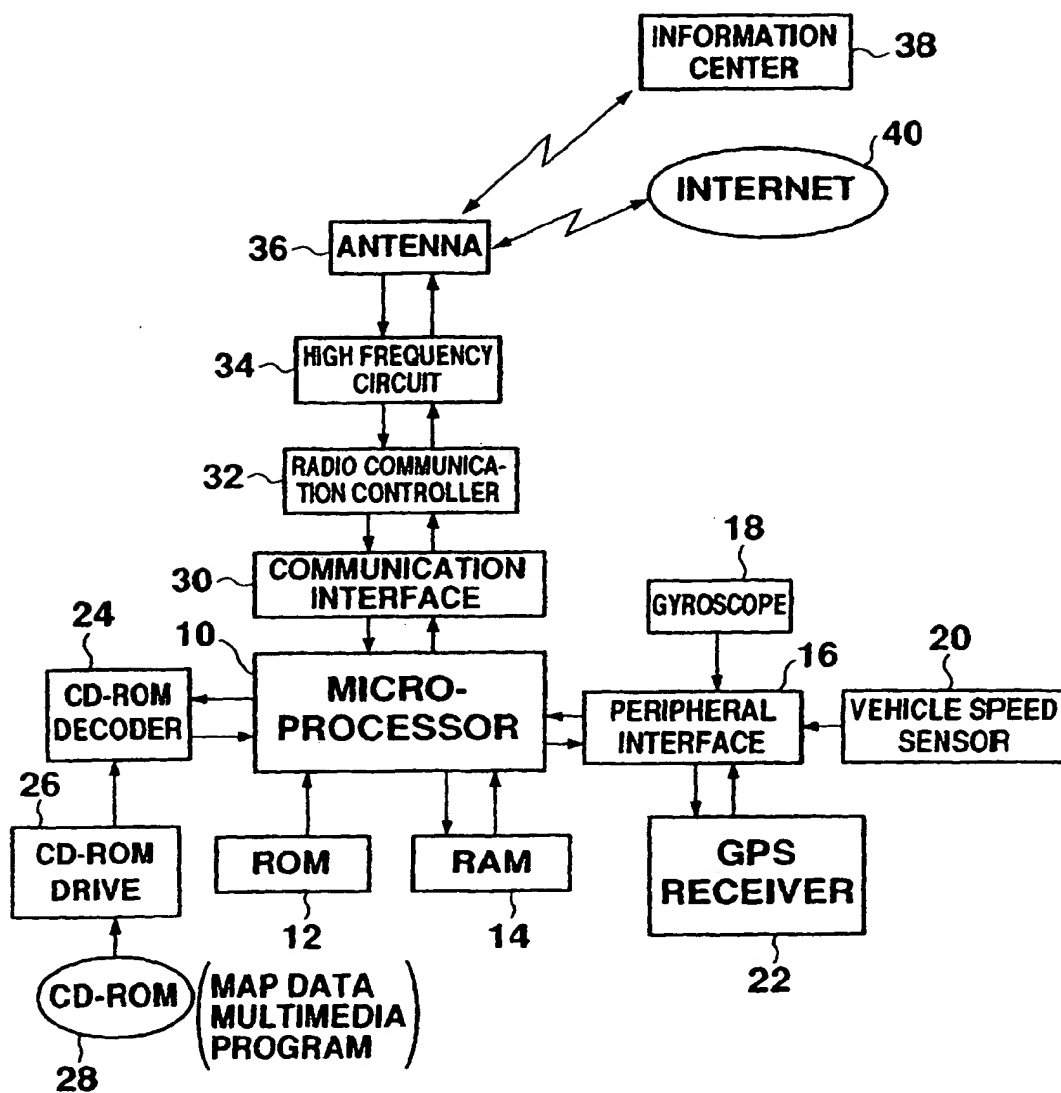 INFORMATION
CENTER
38
40
INTERNET
36
ANTENNA
34
HIGH FREQUENCY
CIRCUIT
32
RADIO COMMUNICA-
TION CONTROLLER
30
COMMUNICATION
INTERFACE
18
GYROSCOPE
24
10
16
20
CD-ROM
DECODER
MICRO-
PROCESSOR
PERIPHERAL
INTERFACE
VEHICLE SPEED
SENSOR
26
CD-ROM
DRIVE
ROM
RAM
GPS
RECEIVER
12
14
22
CD-ROM
(MAP DATA
MULTIMEDIA
PROGRAM)
28